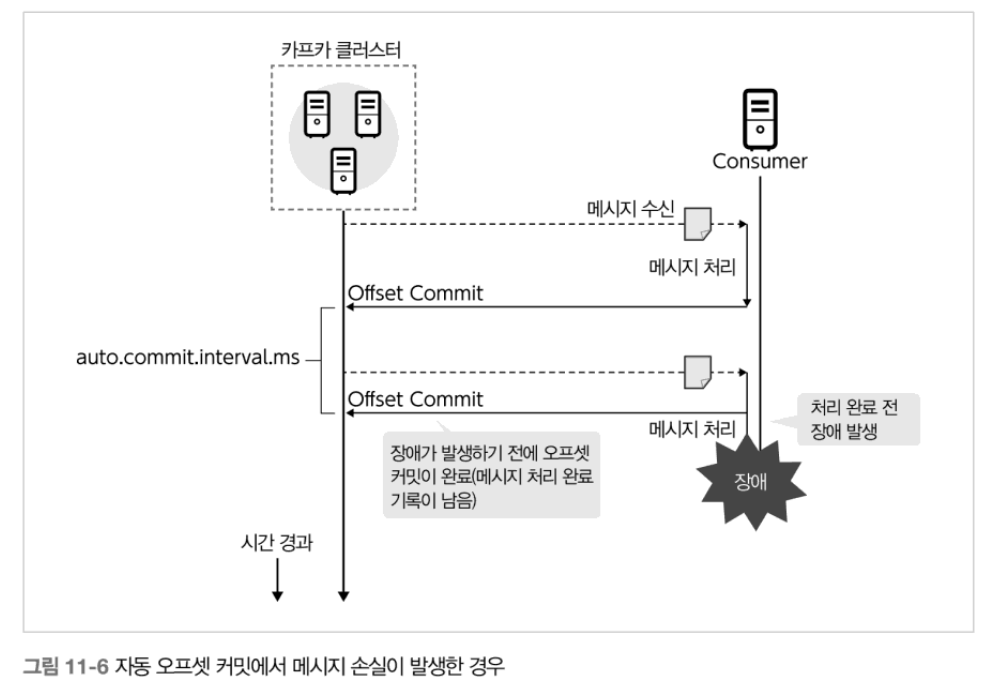 카프카 클러스터
Consumer
메시지 수신
메시지 처리
Offset Commit
auto.commit.interval.ms
Offset Commit
처리 완료 전
장애 발생
메시지 처리
장애가 발생하기 전에 오프셋
커밋이 완료(메시지 처리 완료
기록이 남음)
장애
시간 경과
그림 11-6 자동 오프셋 커밋에서 메시지 손실이 발생한 경우